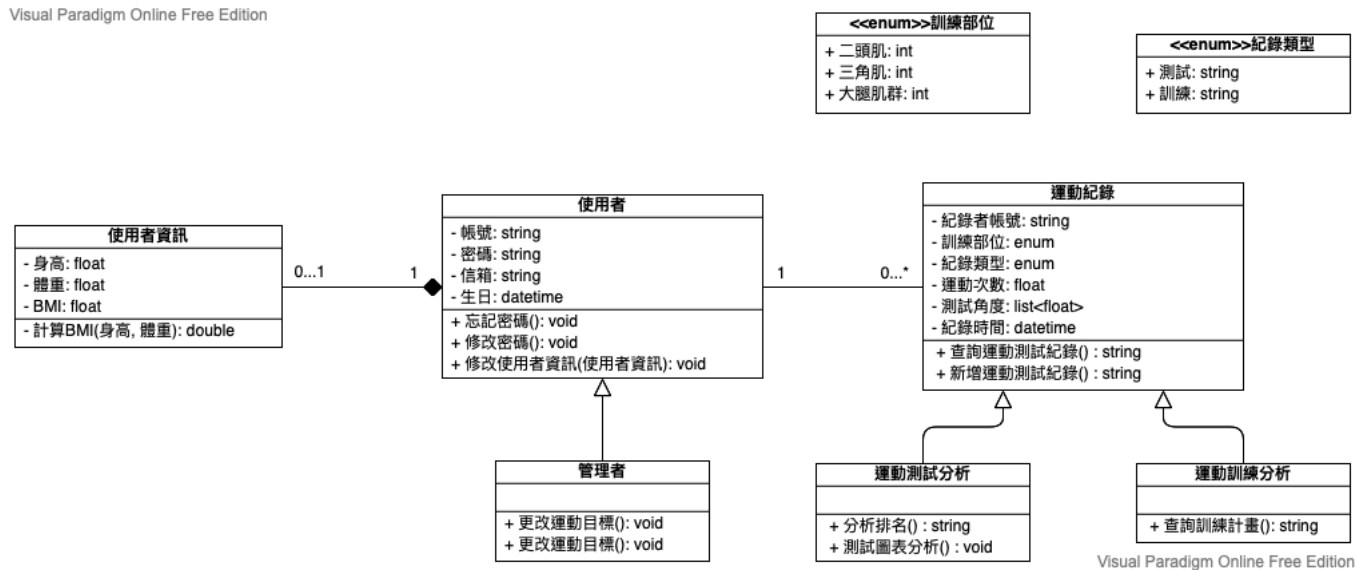 Visual Paradigm Online Free Edition
<<enum>>訓練部位
+ 二頭肌: int
+ 三角肌: int
+ 大腿肌群: int
<<enum>>紀錄類型
+ 測試: string
+ 訓練: string
使用者資訊
- 身高: float
- 體重: float
- BMI: float
- 計算BMI(身高, 體重): double
0...1
1
使用者
- 帳號: string
- 密碼: string
- 信箱: string
- 生日: datetime
+ 忘記密碼(): void
+ 修改密碼(): void
+ 修改使用者資訊(使用者資訊): void
1
0...*
運動紀錄
- 紀錄者帳號: string
- 訓練部位: enum
- 紀錄類型: enum
- 運動次數: float
- 測試角度: list<float>
- 紀錄時間: datetime
+ 查詢運動測試紀錄() : string
+ 新增運動測試紀錄() : string
管理者
+ 更改運動目標(): void
+ 更改運動目標(): void
運動測試分析
+ 分析排名() : string
+ 測試圖表分析() : void
運動訓練分析
+ 查詢訓練計畫(): string
Visual Paradigm Online Free Edition